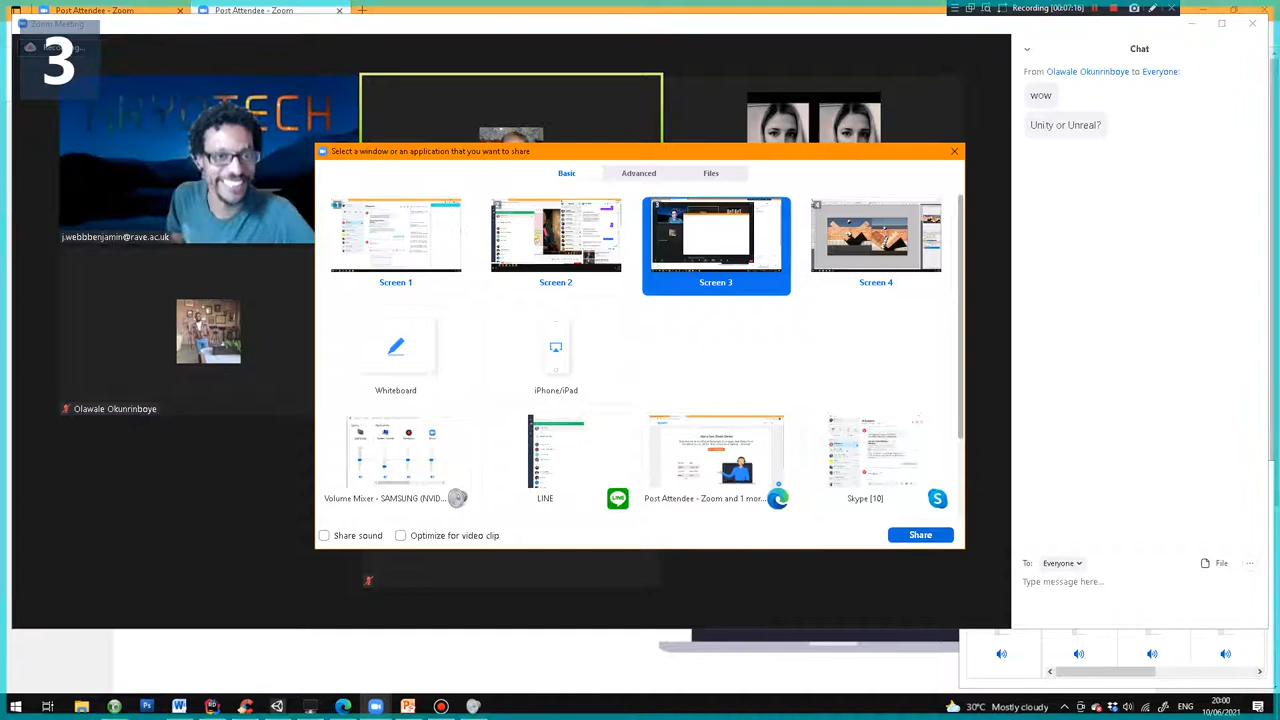 Post Attendee - Zoom
Post Attendee - Zoom
Recording [00:07:16]
Zoom Meeting
3
Recording...
TECH
Chat
From Olawale Okunrinboye to Everyone:
wow
Unity or Unreal?
Select a window or an application that you want to share
Basic
Advanced
Files
Screen 1
Screen 2
Screen 3
Screen 4
Whiteboard
iPhone/iPad
Volume Mixer - SAMSUNG (NVID...
LINE
Post Attendee - Zoom and 1 mor...
Skype [10]
Share sound
Optimize for video clip
Share
Olawale Okunrinboye
To: Everyone
File
...
Type message here...
30°C Mostly cloudy
ENG
20:00
10/06/2021